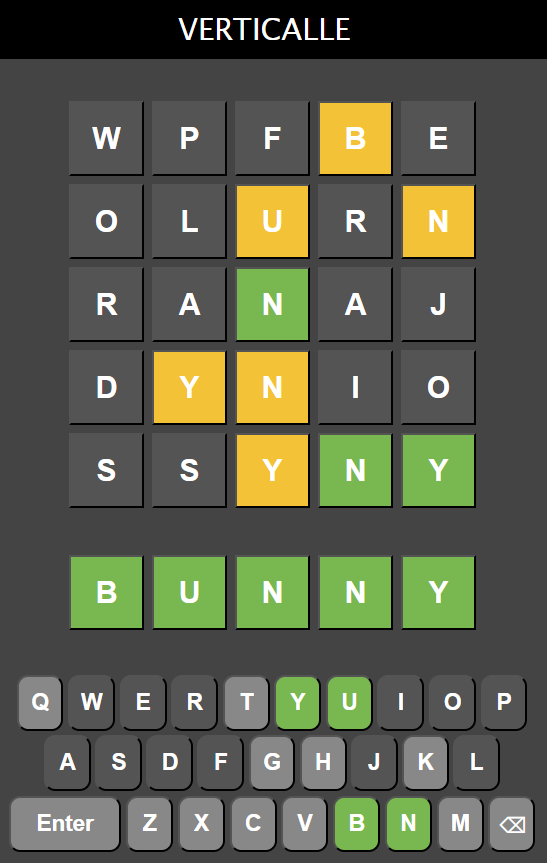 VERTICALLE
W P F B E
O L U R N
R A N A J
D Y N I O
S S Y N Y
B U N N Y
Q W E R T Y U I O P
A S D F G H J K L
Enter Z X C V B N M ⌫